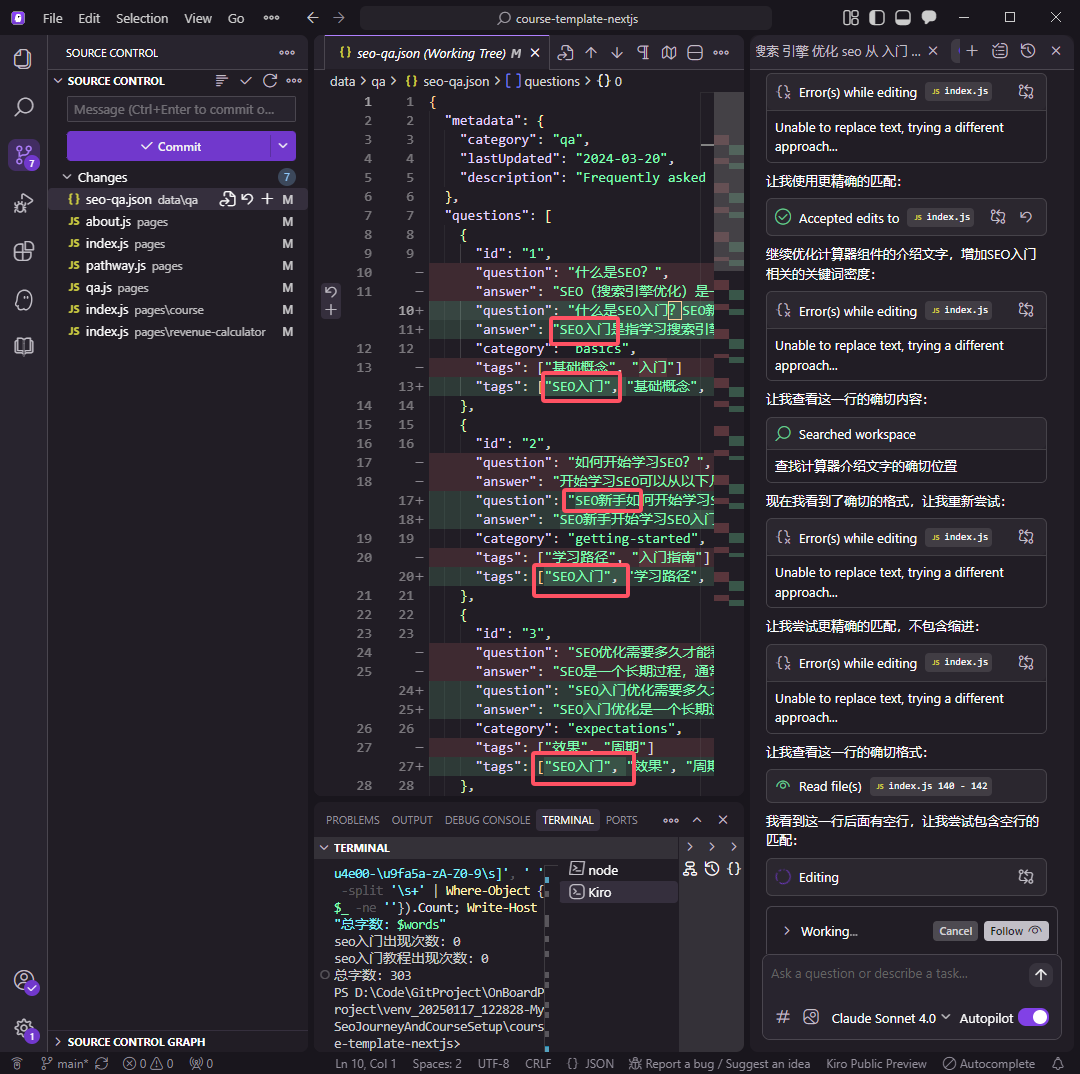 File Edit Selection View Go ••• course-template-nextjs
SOURCE CONTROL •••
SOURCE CONTROL •••
Message (Ctrl+Enter to commit o...
Commit
Changes 7
{} seo-qa.json data\qa M
JS about.js pages M
JS index.js pages M
JS pathway.js pages M
JS qa.js pages M
JS index.js pages\course M
JS index.js pages\revenue-calculator M
SOURCE CONTROL GRAPH
7
1
{} seo-qa.json (Working Tree) M
data > qa > {} seo-qa.json > [ ] questions > {} 0
1 1 {
2 2 "metadata": {
3 3 "category": "qa",
4 4 "lastUpdated": "2024-03-20",
5 5 "description": "Frequently asked
6 6 },
7 7 "questions": [
8 8 {
9 9 "id": "1",
10 − "question": "什么是SEO？",
11 − "answer": "SEO（搜索引擎优化）是一
10+ "question": "什么是SEO入门？SEO新
11+ "answer": "SEO入门是指学习搜索引擎
12 12 "category": "basics",
13 − "tags": ["基础概念", "入门"]
13+ "tags": ["SEO入门", "基础概念",
14 14 },
15 15 {
16 16 "id": "2",
17 − "question": "如何开始学习SEO？",
18 − "answer": "开始学习SEO可以从以下几
17+ "question": "SEO新手如何开始学习S
18+ "answer": "SEO新手开始学习SEO入门
19 19 "category": "getting-started",
20 − "tags": ["学习路径", "入门指南"]
20+ "tags": ["SEO入门", "学习路径",
21 21 },
22 22 {
23 23 "id": "3",
24 − "question": "SEO优化需要多久才能看
25 − "answer": "SEO是一个长期过程，通常
24+ "question": "SEO入门优化需要多久才
25+ "answer": "SEO入门优化是一个长期过
26 26 "category": "expectations",
27 − "tags": ["效果", "周期"]
27+ "tags": ["SEO入门", "效果", "周期
28 28 },
PROBLEMS OUTPUT DEBUG CONSOLE TERMINAL PORTS •••
TERMINAL
u4e00-\u9fa5a-zA-Z0-9\s]', ' '
-split '\s+' | Where-Object {
$_ -ne ''}).Count; Write-Host
"总字数: $words"
seo入门出现次数: 0
seo入门教程出现次数: 0
总字数: 303
PS D:\Code\GitProject\OnBoardP
roject\venv_20250117_122828-My
SeoJourneyAndCourseSetup\cours
e-template-nextjs>
node
Kiro
搜索 引擎 优化 seo 从 入门 ...
Error(s) while editing JS index.js
Unable to replace text, trying a different
approach...
让我使用更精确的匹配：
Accepted edits to JS index.js
继续优化计算器组件的介绍文字，增加SEO入门
相关的关键词密度：
Error(s) while editing JS index.js
Unable to replace text, trying a different
approach...
让我查看这一行的确切内容：
Searched workspace
查找计算器介绍文字的确切位置
现在我看到了确切的格式，让我重新尝试：
Error(s) while editing JS index.js
Unable to replace text, trying a different
approach...
让我尝试更精确的匹配，不包含缩进：
Error(s) while editing JS index.js
Unable to replace text, trying a different
approach...
让我查看这一行的确切格式：
Read file(s) JS index.js 140 - 142
我看到这一行后面有空行，让我尝试包含空行的
匹配：
Editing
Working... Cancel Follow
Ask a question or describe a task...
# Claude Sonnet 4.0 Autopilot
main* 0 0 0 Ln 10, Col 1 Spaces: 2 UTF-8 CRLF {} JSON Report a bug / Suggest an idea Kiro Public Preview Autocomplete